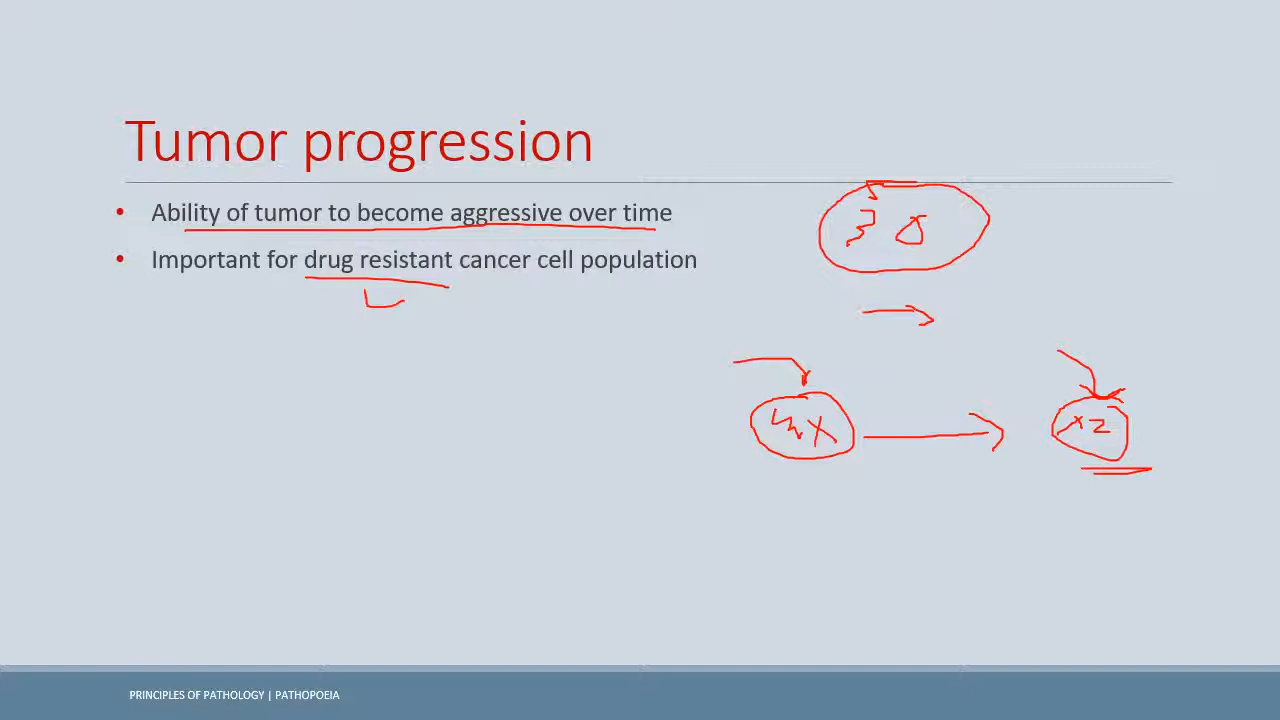 Tumor progression
• Ability of tumor to become aggressive over time
• Important for drug resistant cancer cell population
X
x z
PRINCIPLES OF PATHOLOGY | PATHOPOEIA